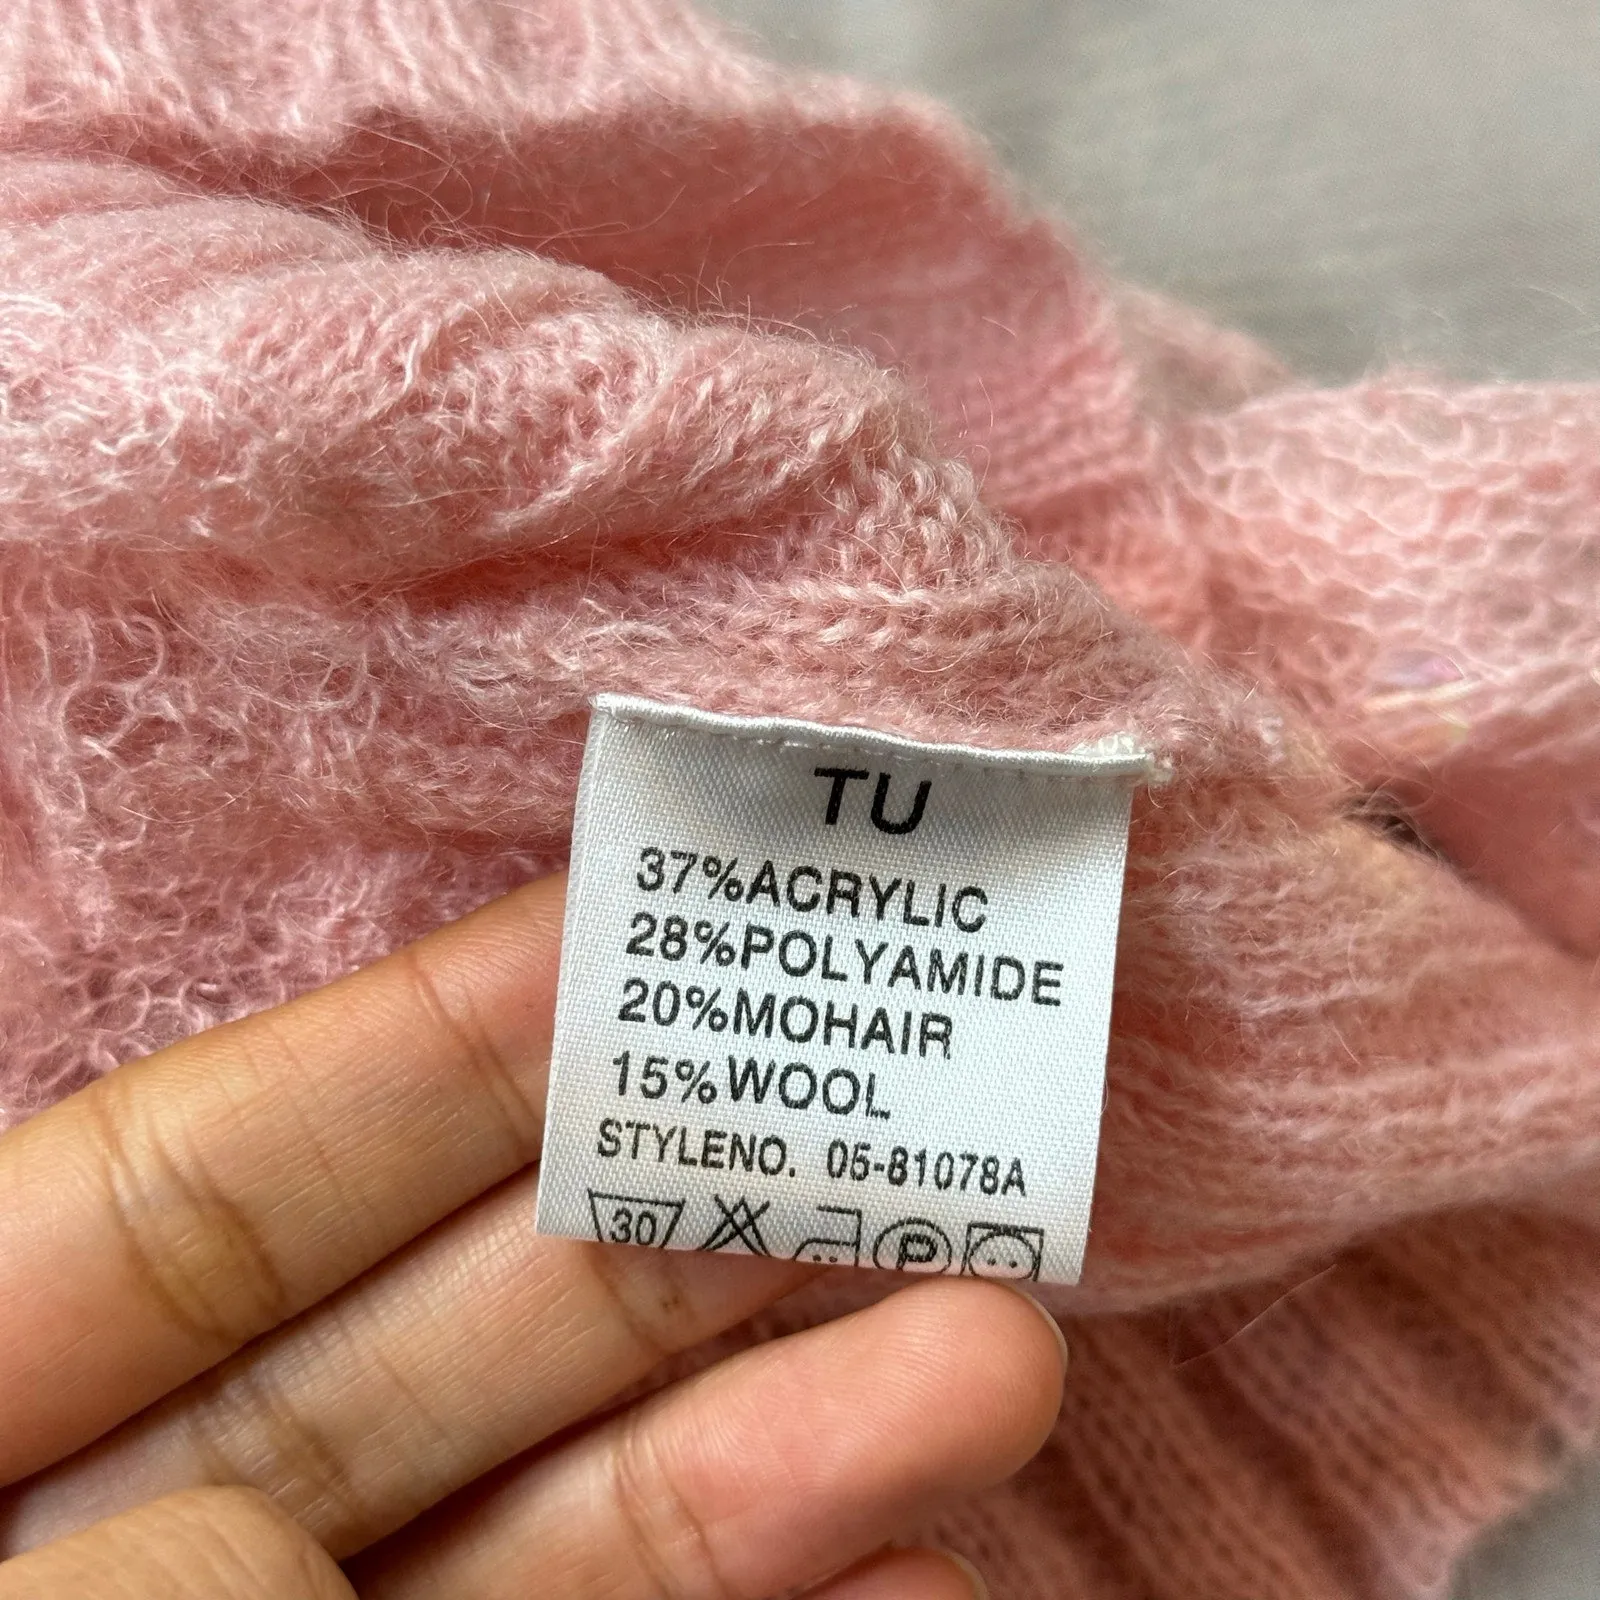 TU
37%ACRYLIC
28%POLYAMIDE
20%MOHAIR
15%WOOL
STYLENO. 05-81078A
30 P